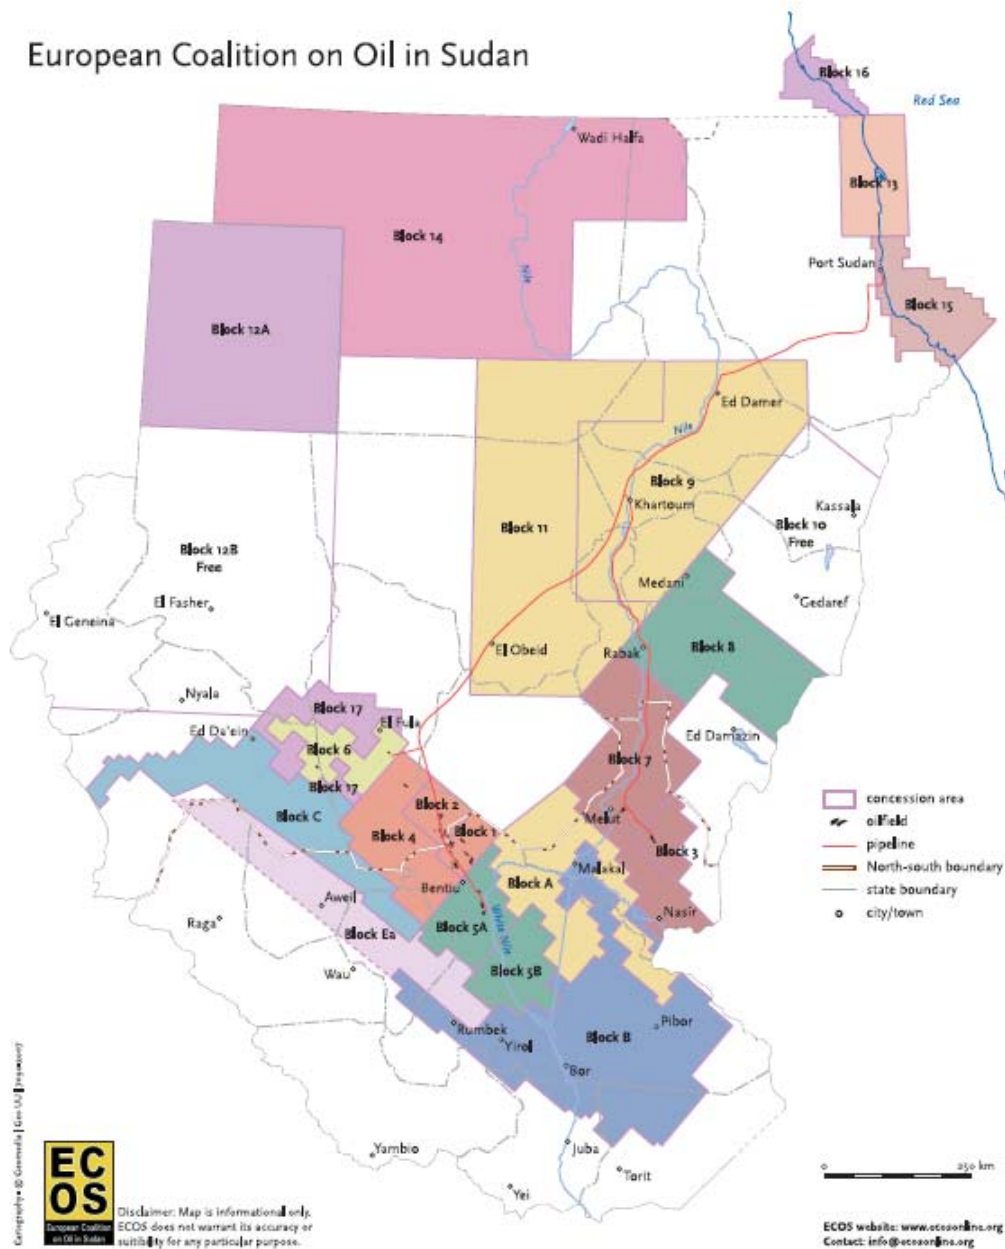 European Coalition on Oil in Sudan
Block 16
Red Sea
Wadi Halfa
Block 13
Block 14
Nile
Port Sudan
Block 15
Block 12A
Ed Damer
Nile
Block 9
Khartoum
Kassala
Block 11
Block 10
Free
Block 12B
Free
Medani
El Fasher
Gedaref
El Geneina
El Obeid
Rabak
Block 8
Nyala
Block 17
El Fula
Ed Da'ein
Ed Damazin
Block 6
Block 7
Block 17
concession area
Block 2
Block C
Melut
oilfield
Block 1
Block 4
pipeline
Block 3
Malakal
North-south boundary
Bentiu
Block A
state boundary
Aweil
city/town
Nasir
Raga
Block 5A
White Nile
Block Ea
Block 5B
Wau
Pibor
Rumbek
Block B
Yirol
Bor
Yambio
Juba
Torit
0
250 km
Yei
EC
OS
European Coalition
on Oil in Sudan
Disclaimer: Map is informational only.
ECOS does not warrant its accuracy or
suitibility for any particular purpose.
ECOS website: www.ecosonline.org
Contact: info@ecosonline.org